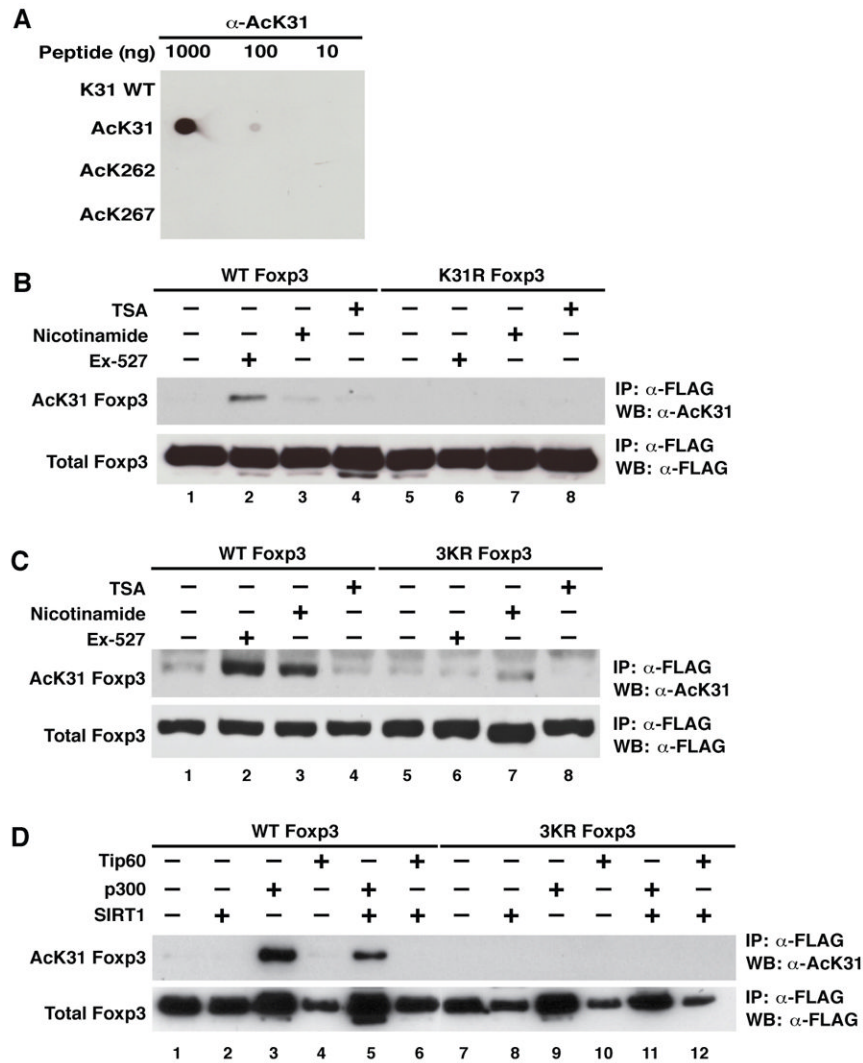 A
α-AcK31
Peptide (ng) 1000 100 10
K31 WT
AcK31
AcK262
AcK267
B
WT Foxp3 K31R Foxp3
TSA − − − + − − − +
Nicotinamide − − + − − − + −
Ex-527 − + − − − + − −
AcK31 Foxp3
IP: α-FLAG
WB: α-AcK31
Total Foxp3
IP: α-FLAG
WB: α-FLAG
1 2 3 4 5 6 7 8
C
WT Foxp3 3KR Foxp3
TSA − − − + − − − +
Nicotinamide − − + − − − + −
Ex-527 − + − − − + − −
AcK31 Foxp3
IP: α-FLAG
WB: α-AcK31
Total Foxp3
IP: α-FLAG
WB: α-FLAG
1 2 3 4 5 6 7 8
D
WT Foxp3 3KR Foxp3
Tip60 − − − + − + − − − + − +
p300 − − + − + − − − + − + −
SIRT1 − + − − + + − + − − + +
AcK31 Foxp3
IP: α-FLAG
WB: α-AcK31
Total Foxp3
IP: α-FLAG
WB: α-FLAG
1 2 3 4 5 6 7 8 9 10 11 12